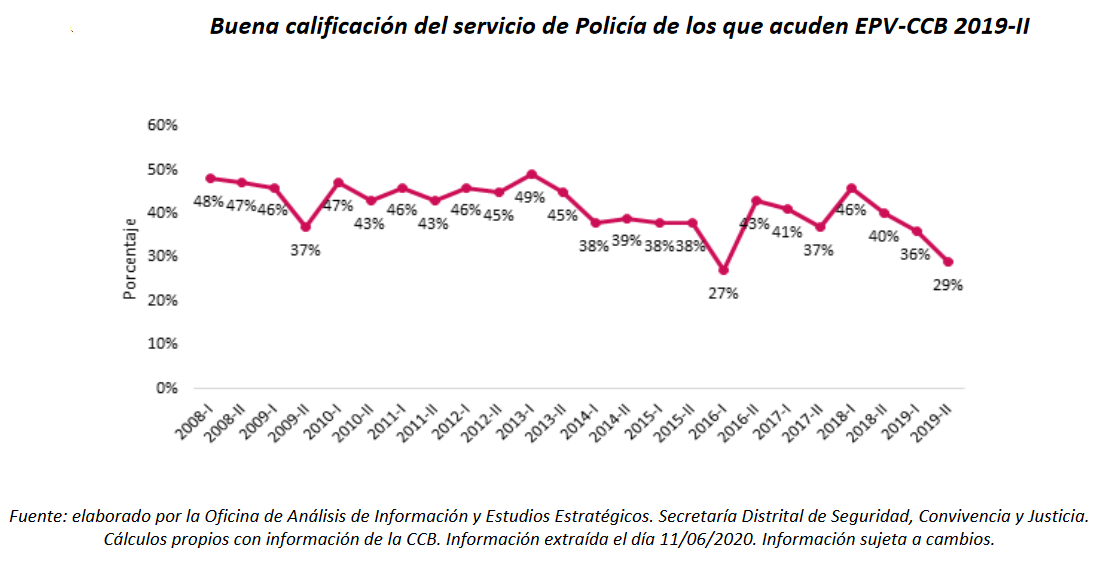 Buena calificación del servicio de Policía de los que acuden EPV-CCB 2019-II
Porcentaje
60%
50%
40%
30%
20%
10%
0%
48%
47%
46%
37%
47%
43%
46%
43%
46%
45%
49%
45%
38%
39%
38%
38%
27%
43%
41%
37%
46%
40%
36%
29%
2008-I
2008-II
2009-I
2009-II
2010-I
2010-II
2011-I
2011-II
2012-I
2012-II
2013-I
2013-II
2014-I
2014-II
2015-I
2015-II
2016-I
2016-II
2017-I
2017-II
2018-I
2018-II
2019-I
2019-II
Fuente: elaborado por la Oficina de Análisis de Información y Estudios Estratégicos. Secretaría Distrital de Seguridad, Convivencia y Justicia.
Cálculos propios con información de la CCB. Información extraída el día 11/06/2020. Información sujeta a cambios.